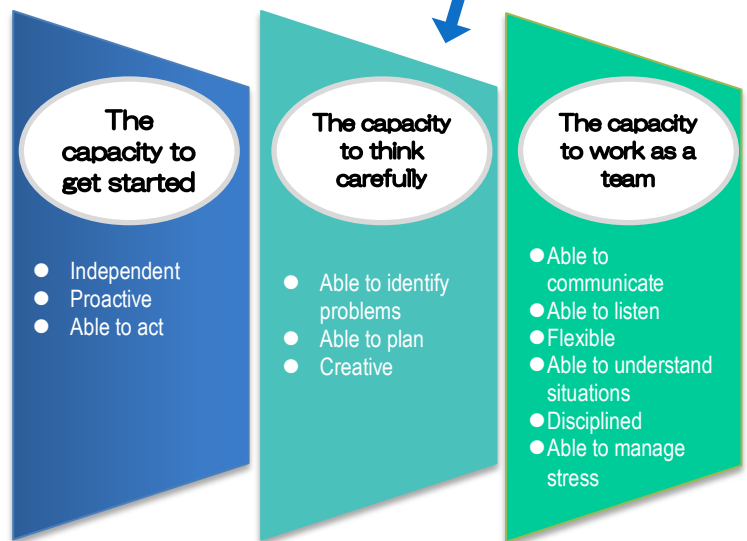 The
capacity to
get started
● Independent
● Proactive
● Able to act
The capacity
to think
carefully
● Able to identify
problems
● Able to plan
● Creative
The capacity
to work as a
team
●Able to
communicate
●Able to listen
●Flexible
●Able to understand
situations
●Disciplined
●Able to manage
stress